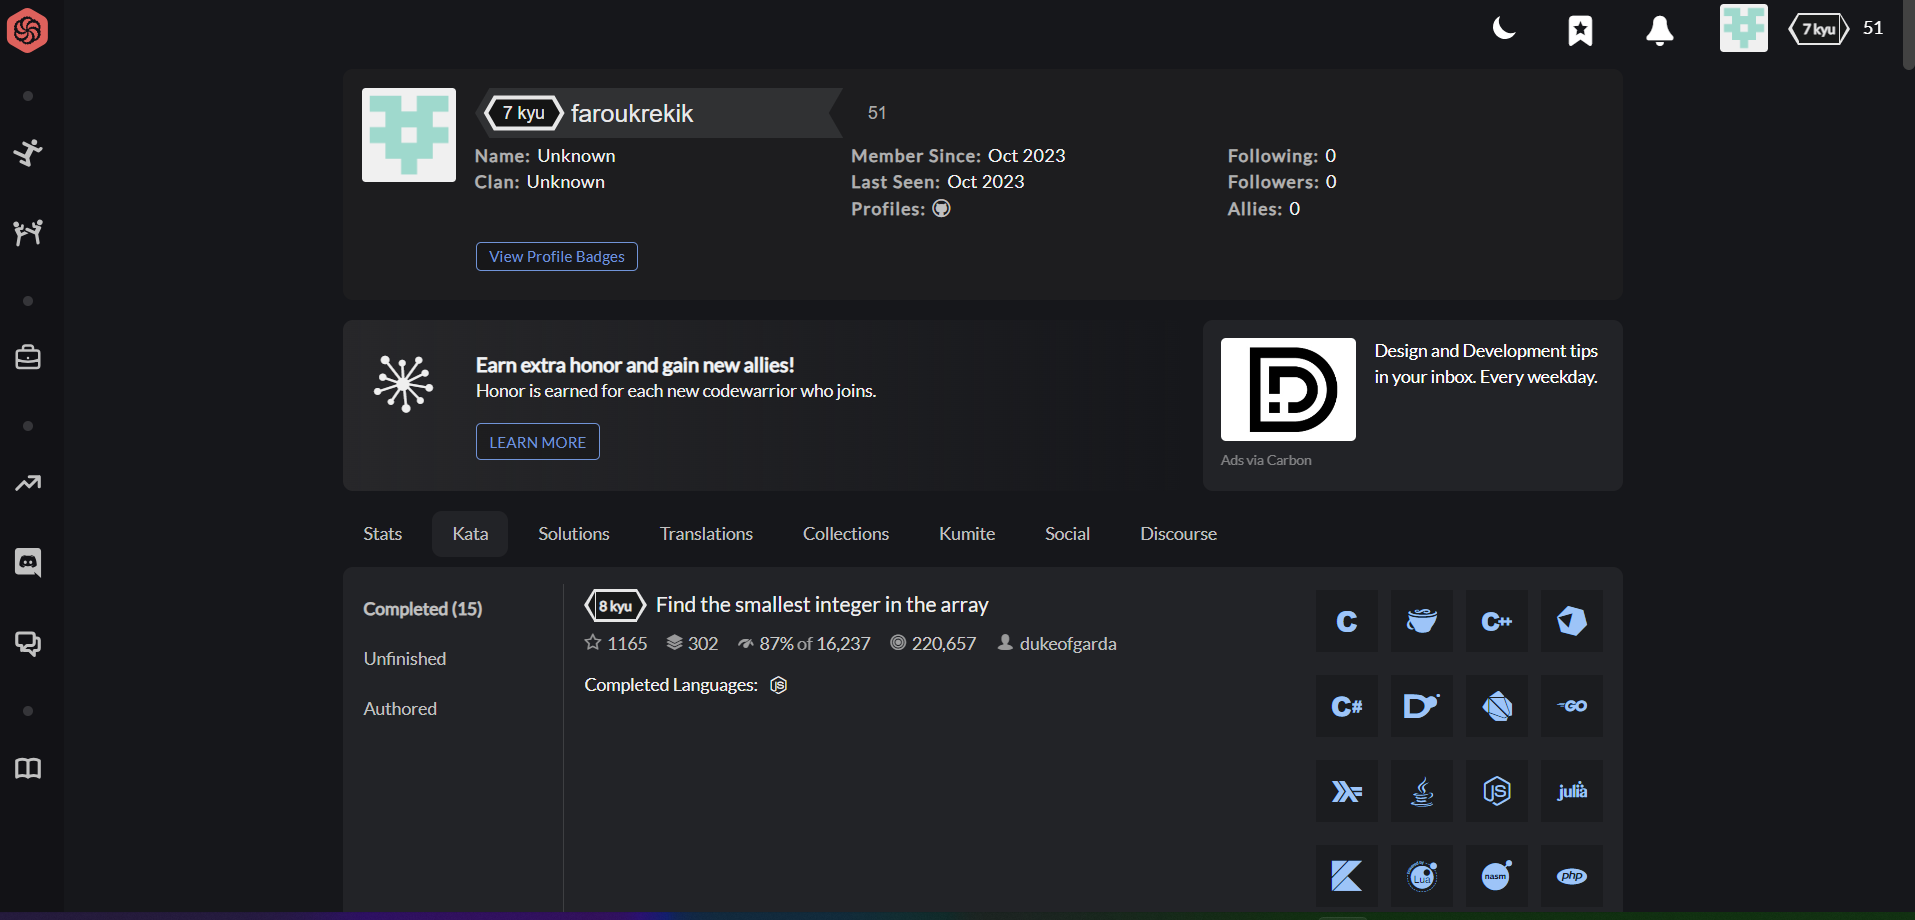 7 kyu 51
7 kyu faroukrekik 51
Name: Unknown
Clan: Unknown
Member Since: Oct 2023
Last Seen: Oct 2023
Profiles:
Following: 0
Followers: 0
Allies: 0
View Profile Badges
Earn extra honor and gain new allies!
Honor is earned for each new codewarrior who joins.
LEARN MORE
Design and Development tips
in your inbox. Every weekday.
Ads via Carbon
Stats Kata Solutions Translations Collections Kumite Social Discourse
Completed (15)
Unfinished
Authored
8 kyu Find the smallest integer in the array
1165 302 87% of 16,237 220,657 dukeofgarda
Completed Languages: JS
C C++
C# D GO
JS julia
Lua nasm php